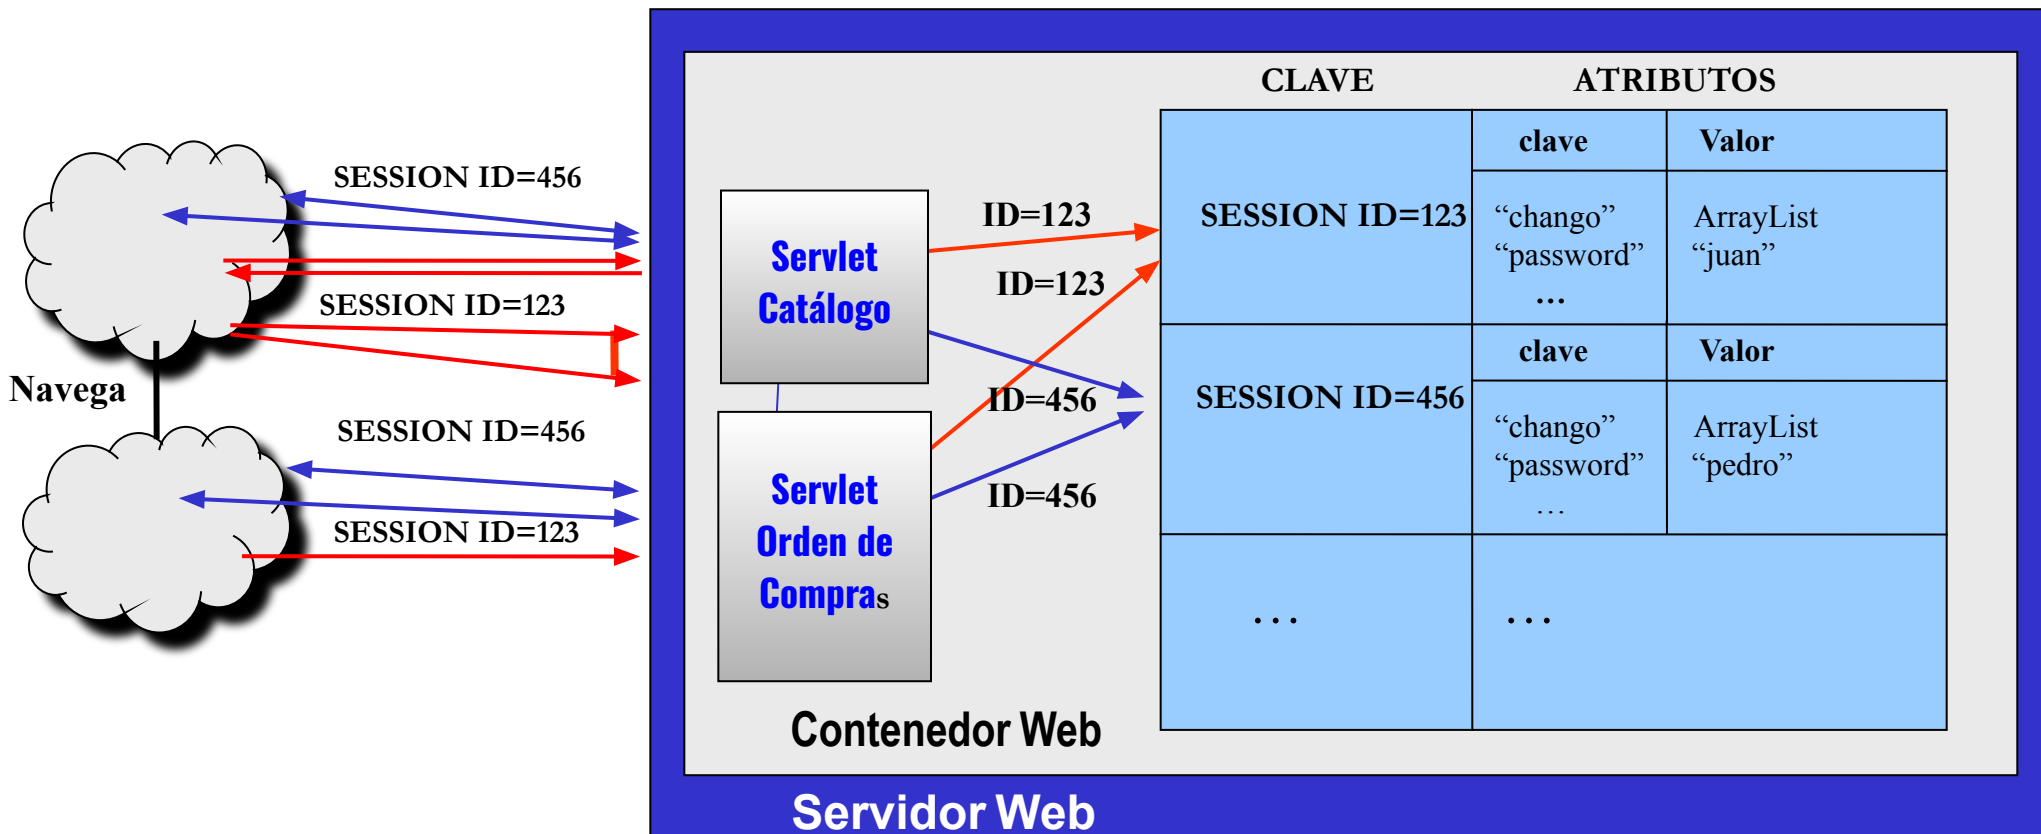 SESSION ID=456
SESSION ID=123
Navega
SESSION ID=456
SESSION ID=123
Servlet
Catálogo
Servlet
Orden de
Compras
ID=123
ID=123
ID=456
ID=456
CLAVE ATRIBUTOS
clave Valor
SESSION ID=123 “chango” ArrayList
“password” “juan”
...
clave Valor
SESSION ID=456 “chango” ArrayList
“password” “pedro”
...
... ...
Contenedor Web
Servidor Web